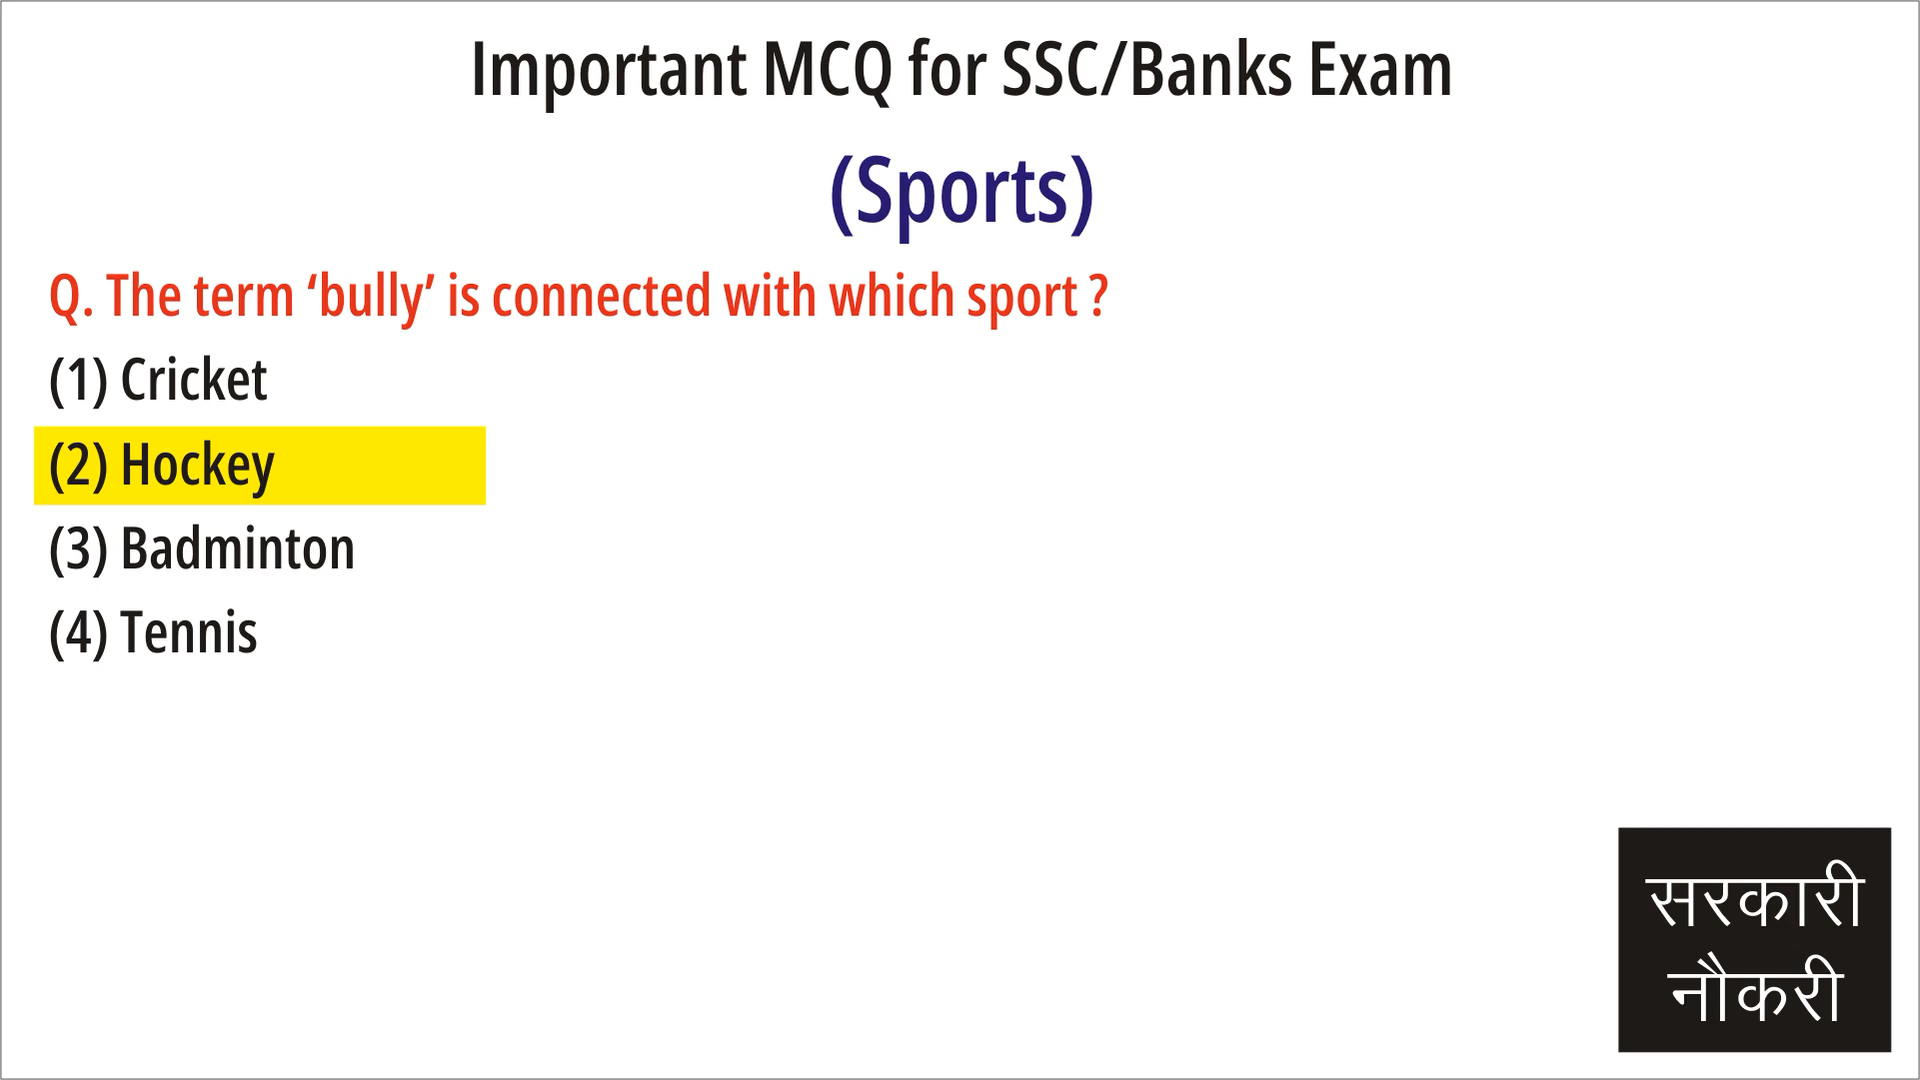 Important MCQ for SSC/Banks Exam
(Sports)
Q. The term ‘bully’ is connected with which sport ?
(1) Cricket
(2) Hockey
(3) Badminton
(4) Tennis
सरकारी
नौकरी